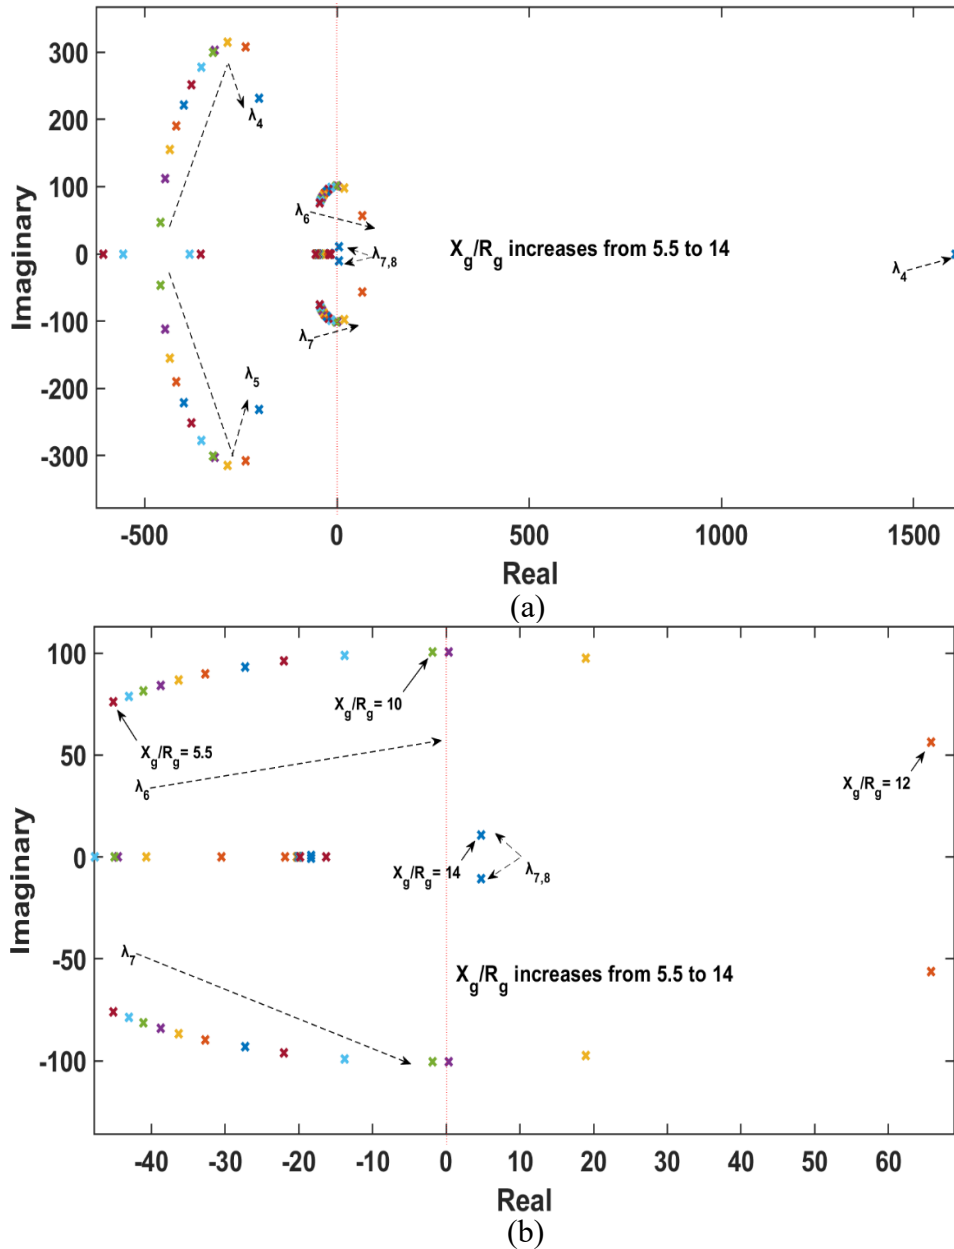 300
200
100
0
-100
-200
-300
Imaginary
λ4
λ6
λ7,8
Xg/Rg increases from 5.5 to 14
λ4
λ7
λ5
-500
0
500
1000
1500
Real
(a)
100
50
0
-50
-100
Imaginary
Xg/Rg = 10
Xg/Rg = 5.5
λ6
Xg/Rg = 12
Xg/Rg = 14
λ7,8
λ7
Xg/Rg increases from 5.5 to 14
-40
-30
-20
-10
0
10
20
30
40
50
60
Real
(b)